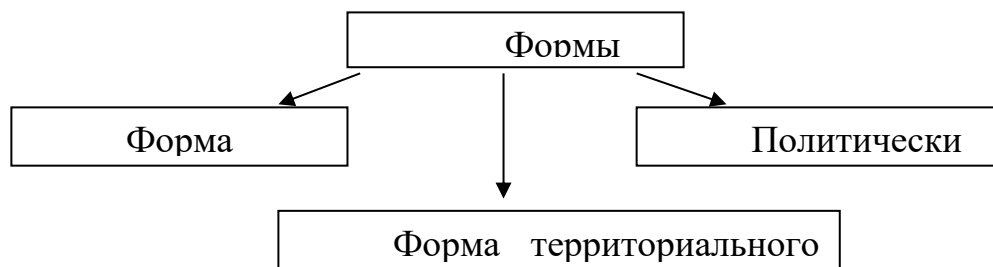 Формы
Форма
Политически
Форма территориального